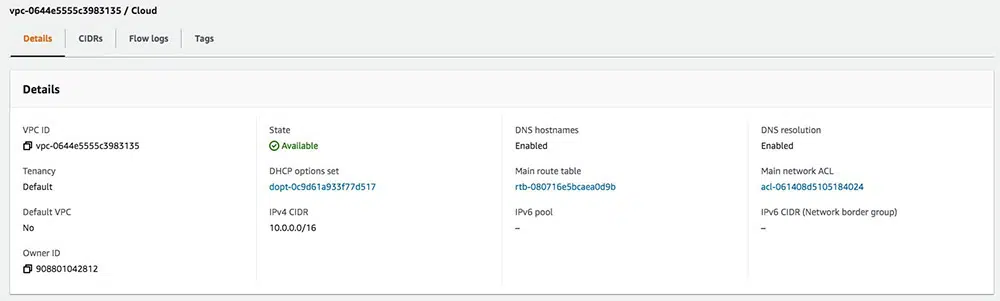 vpc-0644e5555c3983135 / Cloud
Details CIDRs Flow logs Tags
Details
VPC ID State DNS hostnames DNS resolution
vpc-0644e5555c3983135 Available Enabled Enabled
Tenancy DHCP options set Main route table Main network ACL
Default dopt-0c9d61a933f77d517 rtb-080716e5bcaea0d9b acl-061408d5105184024
Default VPC IPv4 CIDR IPv6 pool IPv6 CIDR (Network border group)
No 10.0.0.0/16 – –
Owner ID
908801042812